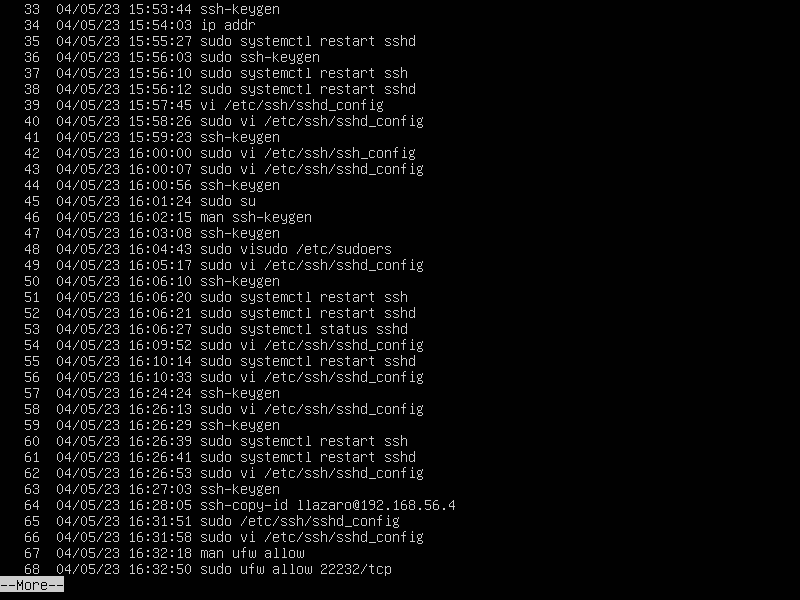 33 04/05/23 15:53:44 ssh-keygen
34 04/05/23 15:54:03 ip addr
35 04/05/23 15:55:27 sudo systemctl restart sshd
36 04/05/23 15:56:03 sudo ssh-keygen
37 04/05/23 15:56:10 sudo systemctl restart ssh
38 04/05/23 15:56:12 sudo systemctl restart sshd
39 04/05/23 15:57:45 vi /etc/ssh/sshd_config
40 04/05/23 15:58:26 sudo vi /etc/ssh/sshd_config
41 04/05/23 15:59:23 ssh-keygen
42 04/05/23 16:00:00 sudo vi /etc/ssh/ssh_config
43 04/05/23 16:00:07 sudo vi /etc/ssh/sshd_config
44 04/05/23 16:00:56 ssh-keygen
45 04/05/23 16:01:24 sudo su
46 04/05/23 16:02:15 man ssh-keygen
47 04/05/23 16:03:08 ssh-keygen
48 04/05/23 16:04:43 sudo visudo /etc/sudoers
49 04/05/23 16:05:17 sudo vi /etc/ssh/sshd_config
50 04/05/23 16:06:10 ssh-keygen
51 04/05/23 16:06:20 sudo systemctl restart ssh
52 04/05/23 16:06:21 sudo systemctl restart sshd
53 04/05/23 16:06:27 sudo systemctl status sshd
54 04/05/23 16:09:52 sudo vi /etc/ssh/sshd_config
55 04/05/23 16:10:14 sudo systemctl restart sshd
56 04/05/23 16:10:33 sudo vi /etc/ssh/sshd_config
57 04/05/23 16:24:24 ssh-keygen
58 04/05/23 16:26:13 sudo vi /etc/ssh/sshd_config
59 04/05/23 16:26:29 ssh-keygen
60 04/05/23 16:26:39 sudo systemctl restart ssh
61 04/05/23 16:26:41 sudo systemctl restart sshd
62 04/05/23 16:26:53 sudo vi /etc/ssh/sshd_config
63 04/05/23 16:27:03 ssh-keygen
64 04/05/23 16:28:05 ssh-copy-id llazaro@192.168.56.4
65 04/05/23 16:31:51 sudo /etc/ssh/sshd_config
66 04/05/23 16:31:58 sudo vi /etc/ssh/sshd_config
67 04/05/23 16:32:18 man ufw allow
68 04/05/23 16:32:50 sudo ufw allow 22232/tcp
--More--